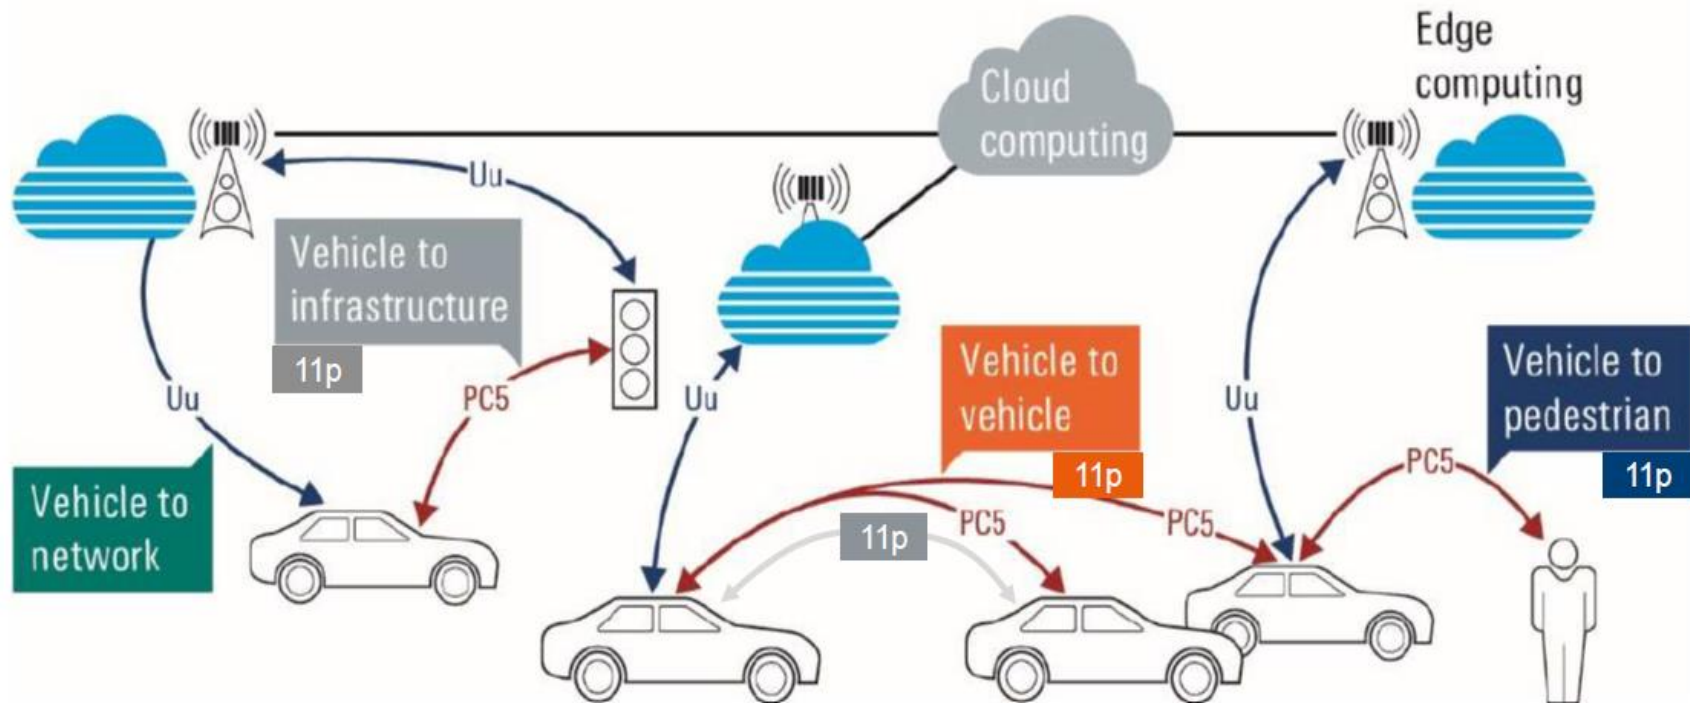 Edge
computing
Cloud
computing
Uu
Vehicle to
infrastructure
11p
Uu
PC5
Uu
Vehicle to
vehicle
11p
Uu
Vehicle to
pedestrian
11p
PC5
Vehicle to
network
11p
PC5
PC5